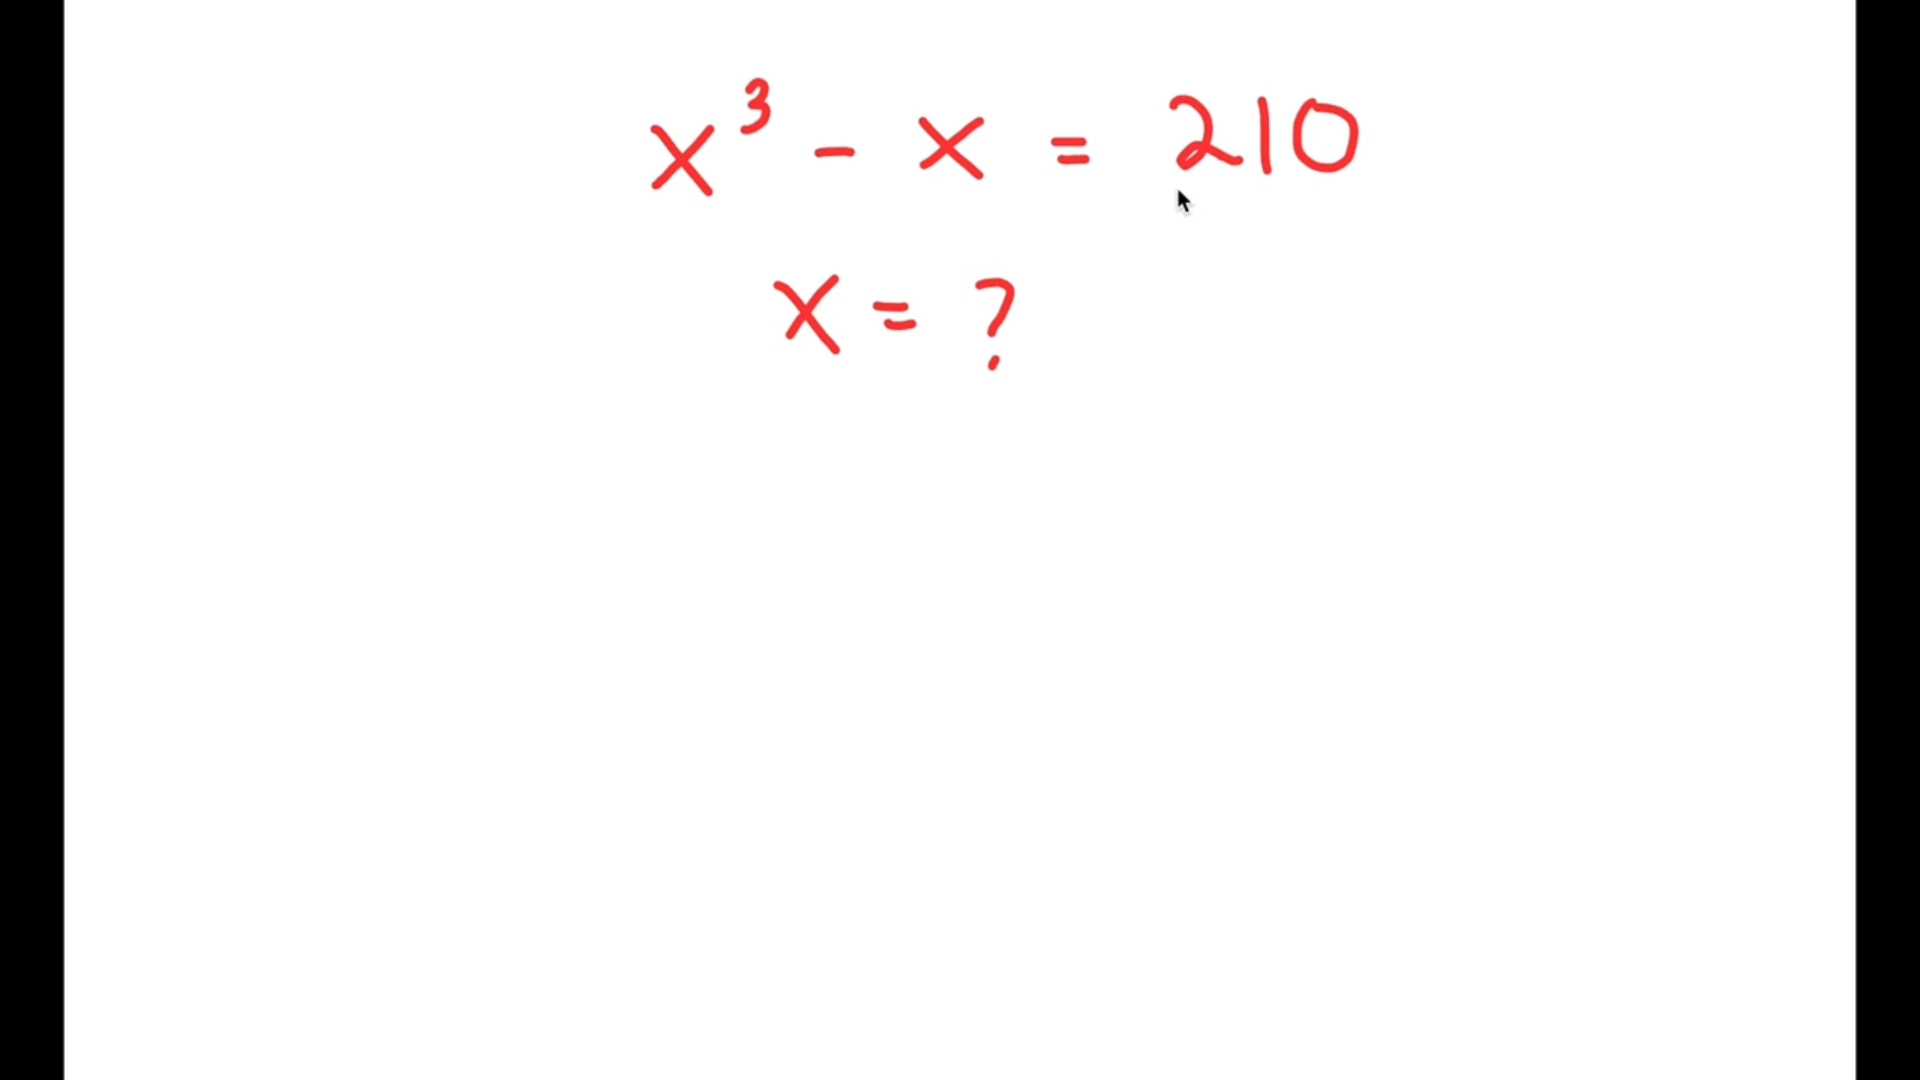 x³ - x = 210
x = ?